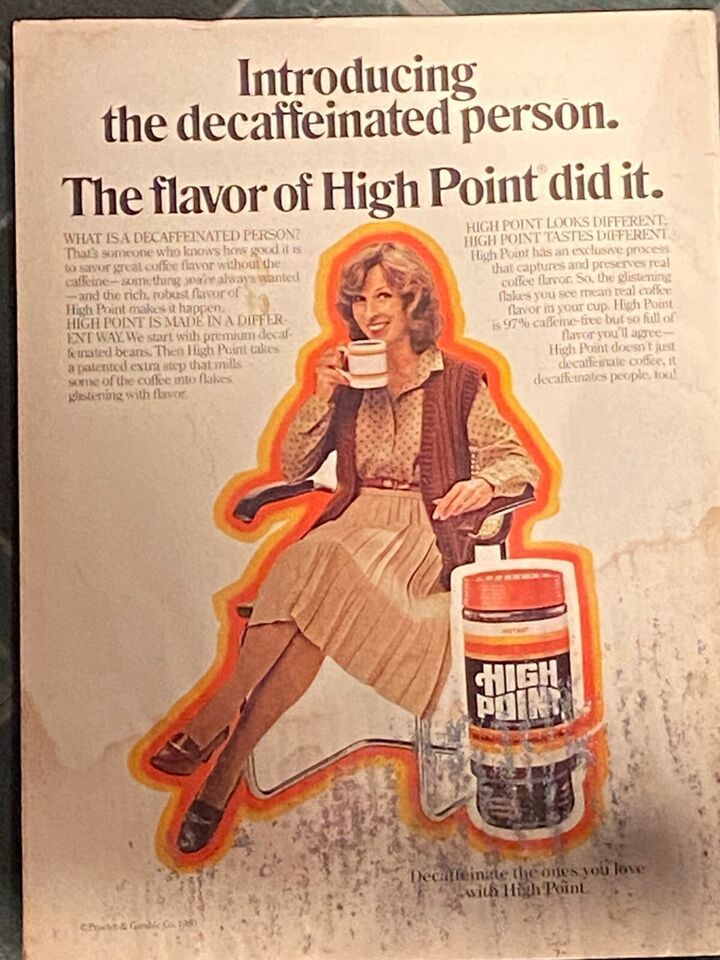 Introducing
the decaffeinated person.
The flavor of High Point® did it.
WHAT IS A DECAFFEINATED PERSON?
That's someone who knows how good it is
to savor great coffee flavor without the
caffeine—something you've always wanted
—and the rich, robust flavor of
High Point makes it happen.
HIGH POINT IS MADE IN A DIFFER-
ENT WAY. We start with premium decaf-
feinated beans. Then High Point takes
a patented extra step that mills
some of the coffee into flakes
glistening with flavor.
HIGH POINT LOOKS DIFFERENT;
HIGH POINT TASTES DIFFERENT.
High Point has an exclusive process
that captures and preserves real
coffee flavor. So, the glistening
flakes you see mean real coffee
flavor in your cup. High Point
is 97% caffeine-free but so full of
flavor you'll agree—
High Point doesn't just
decaffeinate coffee, it
decaffeinates people, too!
INSTANT
HIGH
POINT
Decaffeinate the ones you love
with High Point.
© Procter & Gamble Co. 1980